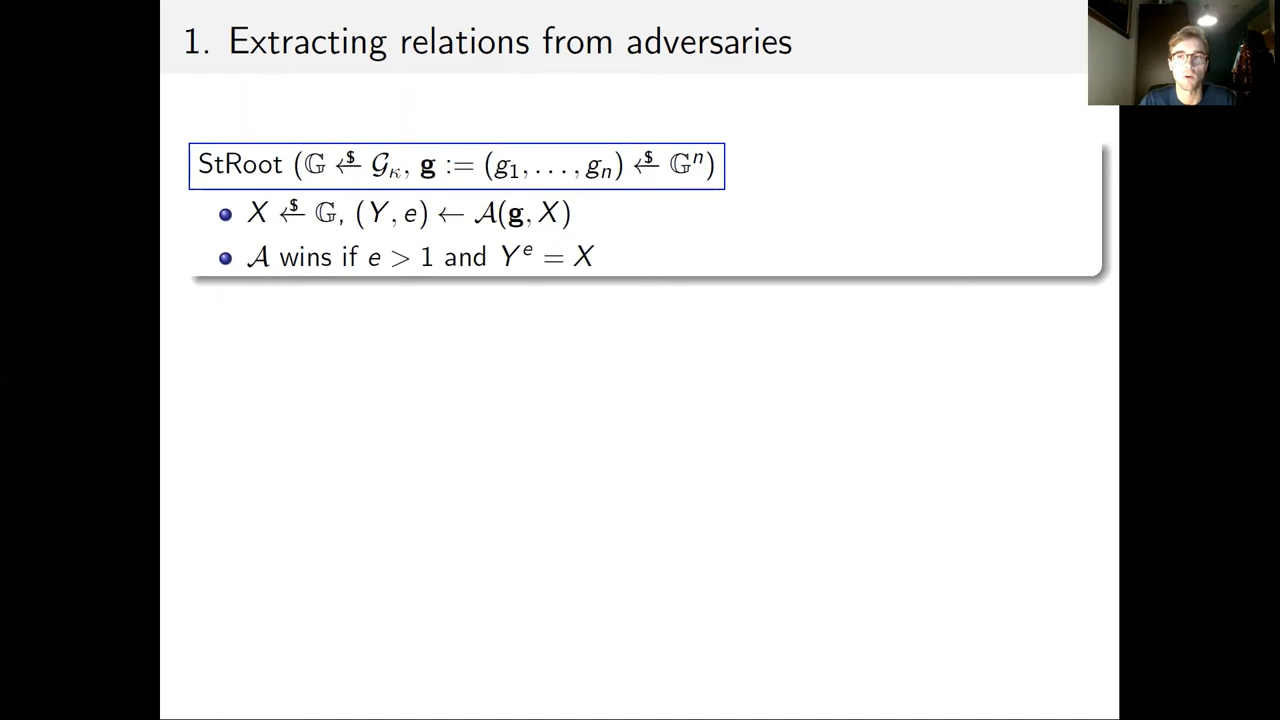 1. Extracting relations from adversaries
StRoot (𝔾 ←$ 𝒢_κ, 𝐠 := (g_1, . . . , g_n) ←$ 𝔾^n)
X ←$ 𝔾, (Y, e) ← 𝒜(𝐠, X)
𝒜 wins if e > 1 and Y^e = X